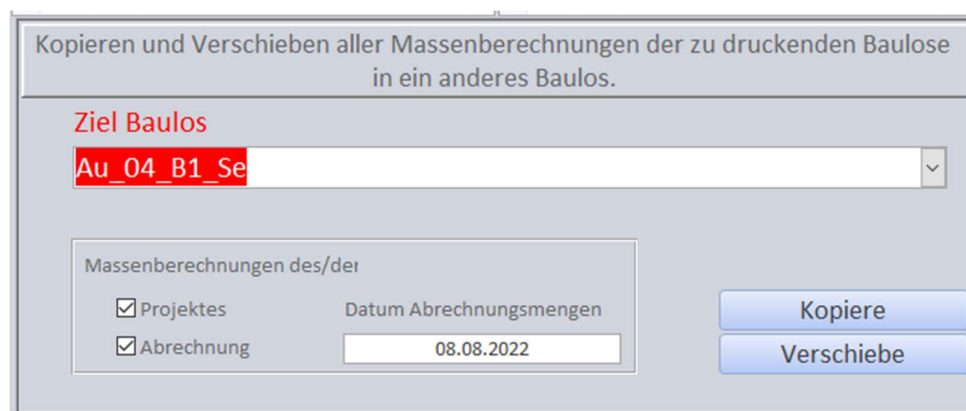 Kopieren und Verschieben aller Massenberechnungen der zu druckenden Baulose
in ein anderes Baulos.
Ziel Baulos
Au_04_B1_Se
Massenberechnungen des/der
Projektes
Datum Abrechnungsmengen
Kopiere
Abrechnung
08.08.2022
Verschiebe